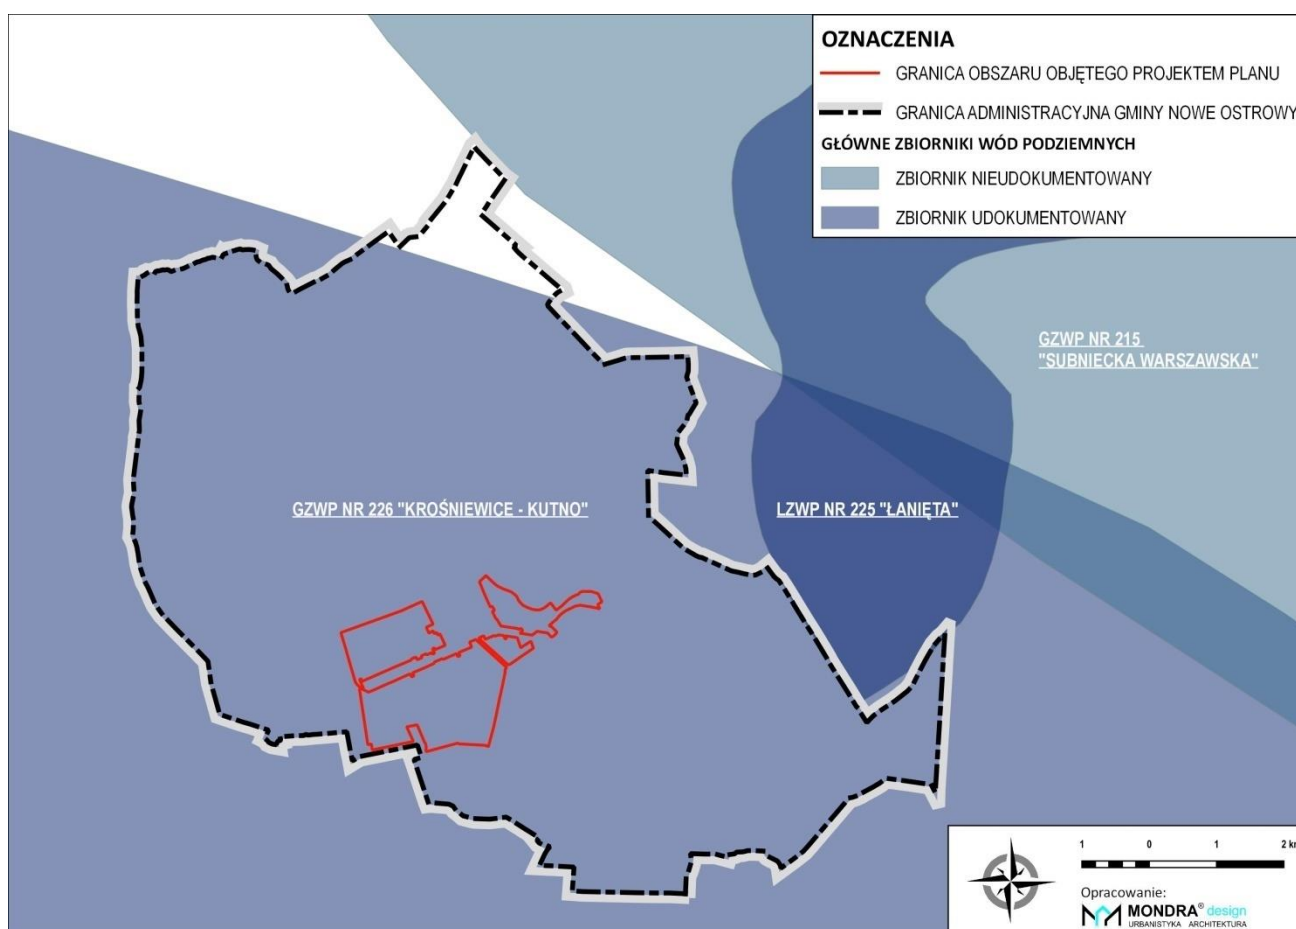 OZNACZENIA
GRANICA OBSZARU OBJĘTEGO PROJEKTEM PLANU
GRANICA ADMINISTRACYJNA GMINY NOWE OSTROWY
GŁÓWNE ZBIORNIKI WÓD PODZIEMNYCH
ZBIORNIK NIEUDOKUMENTOWANY
ZBIORNIK UDOKUMENTOWANY
GZWP NR 215
"SUBNIECKA WARSZAWSKA"
GZWP NR 226 "KROŚNIEWICE - KUTNO"
LZWP NR 225 "ŁANIĘTA"
1 0 1 2 km
Opracowanie:
MONDRA® design
URBANISTYKA ARCHITEKTURA